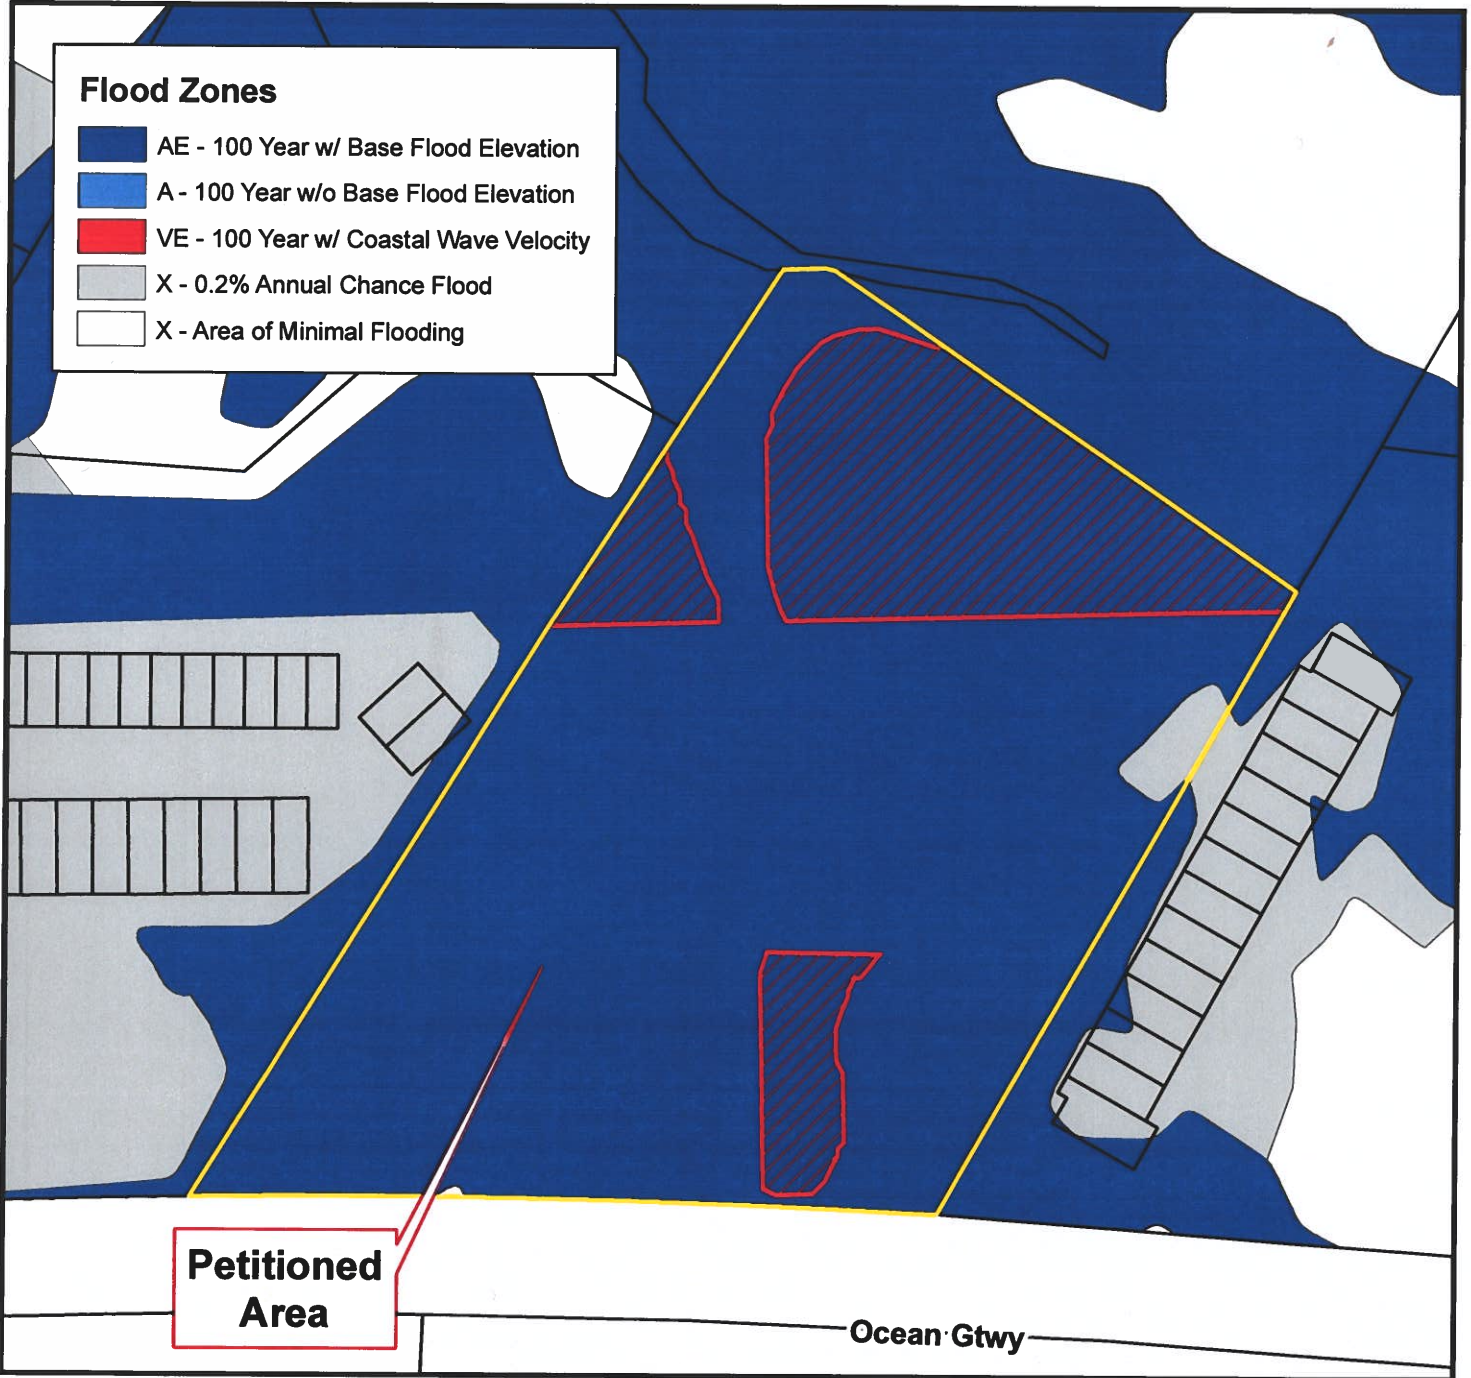 Flood Zones
AE - 100 Year w/ Base Flood Elevation
A - 100 Year w/o Base Flood Elevation
VE - 100 Year w/ Coastal Wave Velocity
X - 0.2% Annual Chance Flood
X - Area of Minimal Flooding
Petitioned
Area
Ocean Gtwy